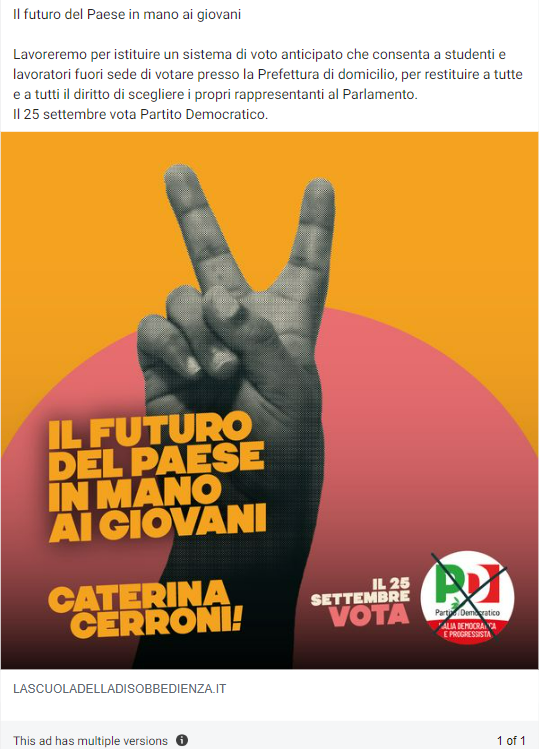 Il futuro del Paese in mano ai giovani
Lavoreremo per istituire un sistema di voto anticipato che consenta a studenti e
lavoratori fuori sede di votare presso la Prefettura di domicilio, per restituire a tutte
e a tutti il diritto di scegliere i propri rappresentanti al Parlamento.
Il 25 settembre vota Partito Democratico.
IL FUTURO
DEL PAESE
IN MANO
AI GIOVANI
CATERINA
CERRONI!
IL 25
SETTEMBRE
VOTA
PD
Partito Democratico
ITALIA DEMOCRATICA
E PROGRESSISTA
LASCUOLADELLADISOBBEDIENZA.IT
This ad has multiple versions
1 of 1